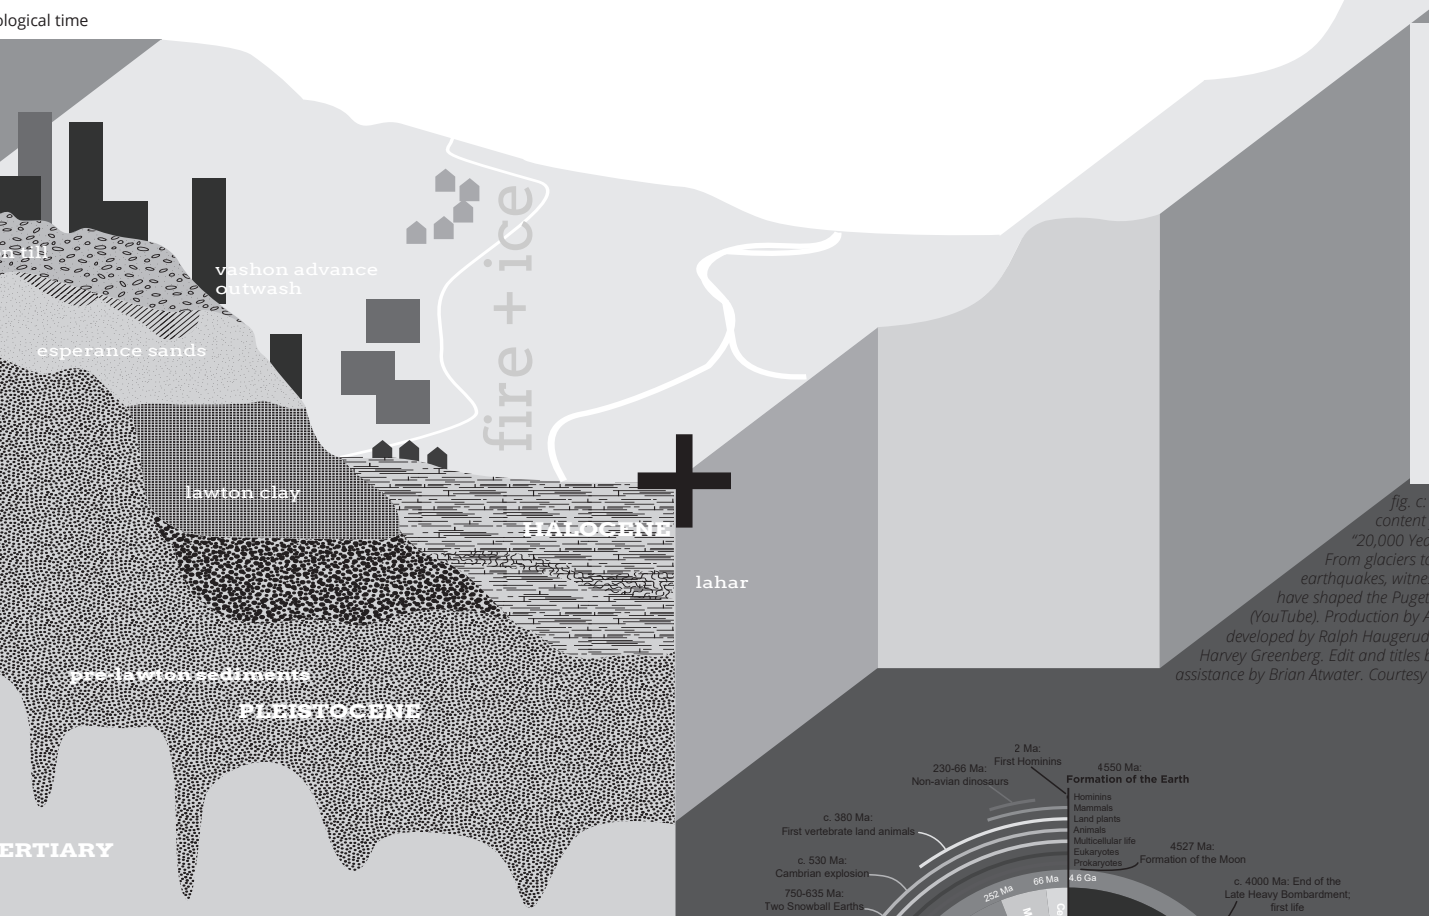 ological time
n till
vashon advance
outwash
esperance sands
fire + ice
lawton clay
HALOCENE
lahar
pre-lawton sediments
PLEISTOCENE
ERTIARY
fig. c:
content
"20,000 Yea
From glaciers to
earthquakes, witnes
have shaped the Puget
(YouTube). Production by A
developed by Ralph Haugerud
Harvey Greenberg. Edit and titles b
assistance by Brian Atwater. Courtesy
2 Ma:
First Hominins
230-66 Ma:
Non-avian dinosaurs
4550 Ma:
Formation of the Earth
Hominins
Mammals
Land plants
Animals
Multicellular life
Eukaryotes
Prokaryotes
c. 380 Ma:
First vertebrate land animals
c. 530 Ma:
Cambrian explosion
750-635 Ma:
Two Snowball Earths
4527 Ma:
Formation of the Moon
c. 4000 Ma: End of the
Late Heavy Bombardment;
first life
252 Ma
66 Ma
4.6 Ga
M
Ce